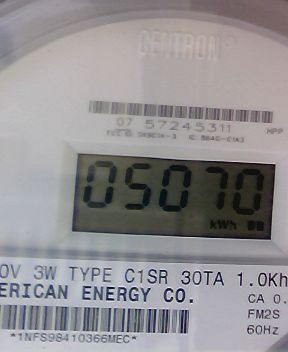 CENTRON®
07 57245311
HPP
05070
kWh
0V 3W TYPE C1SR 30TA 1.0Kh
ERICAN ENERGY CO.
CA 0.
FM2S
60Hz
*1NFS98410366MEC*